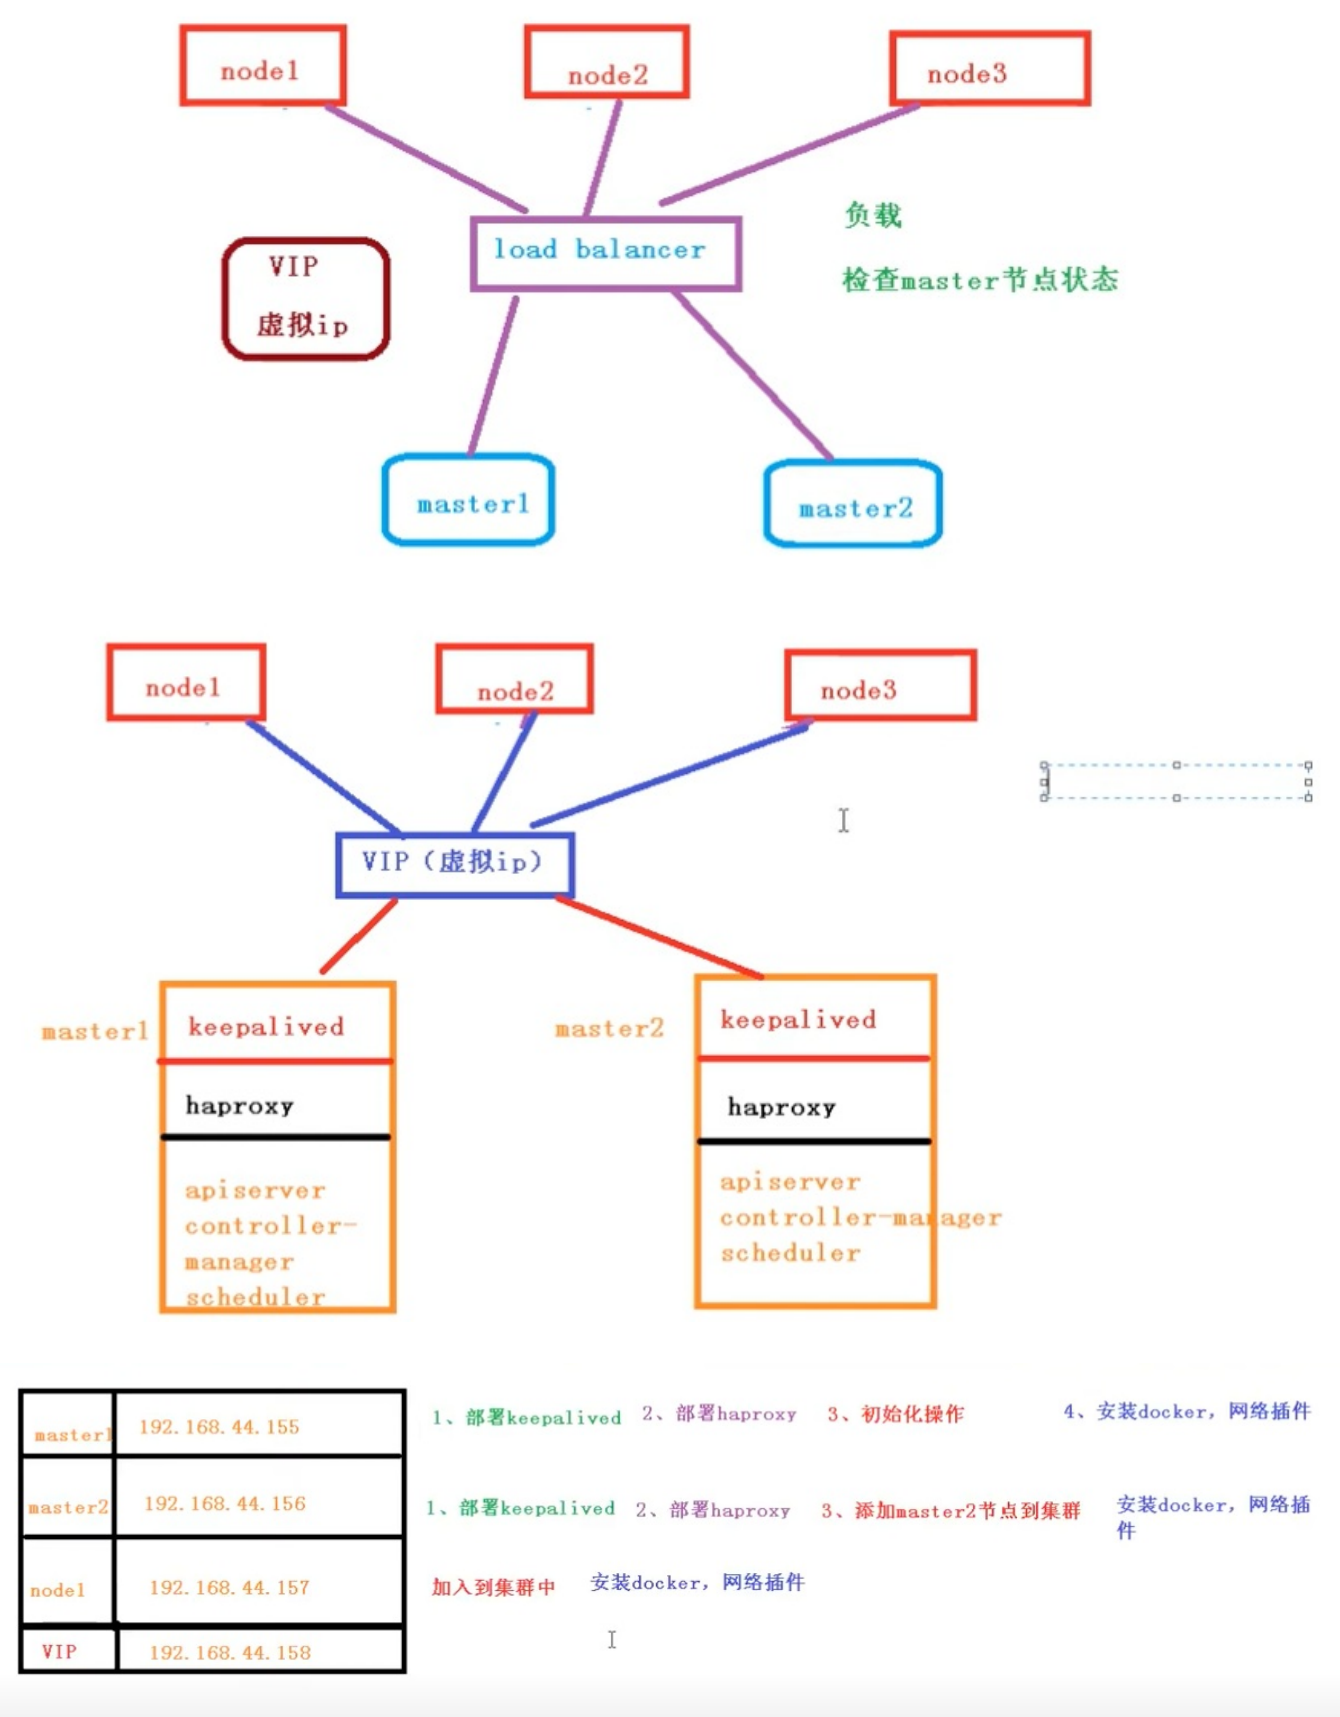 node1
node2
node3
load balancer
负载
检查master节点状态
VIP
虚拟ip
master1
master2
node1
node2
node3
VIP（虚拟ip）
master1
keepalived
haproxy
apiserver
controller-
manager
scheduler
master2
keepalived
haproxy
apiserver
controller-manager
scheduler
master1 192.168.44.155 1、部署keepalived 2、部署haproxy 3、初始化操作 4、安装docker，网络插件
master2 192.168.44.156 1、部署keepalived 2、部署haproxy 3、添加master2节点到集群 安装docker，网络插
件
node1 192.168.44.157 加入到集群中 安装docker，网络插件
VIP 192.168.44.158